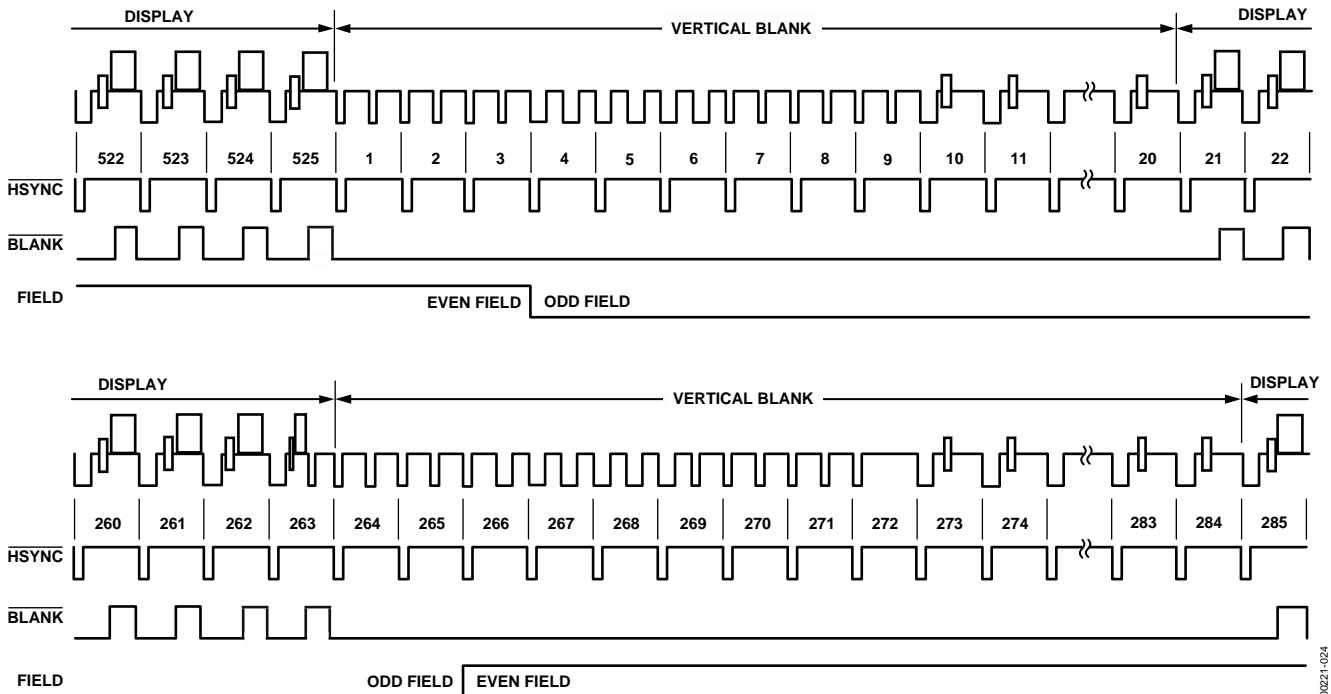 DISPLAY VERTICAL BLANK DISPLAY
522 523 524 525 1 2 3 4 5 6 7 8 9 10 11 20 21 22
HSYNC
BLANK
FIELD EVEN FIELD ODD FIELD
DISPLAY VERTICAL BLANK DISPLAY
260 261 262 263 264 265 266 267 268 269 270 271 272 273 274 283 284 285
HSYNC
BLANK
FIELD ODD FIELD EVEN FIELD
00221-024